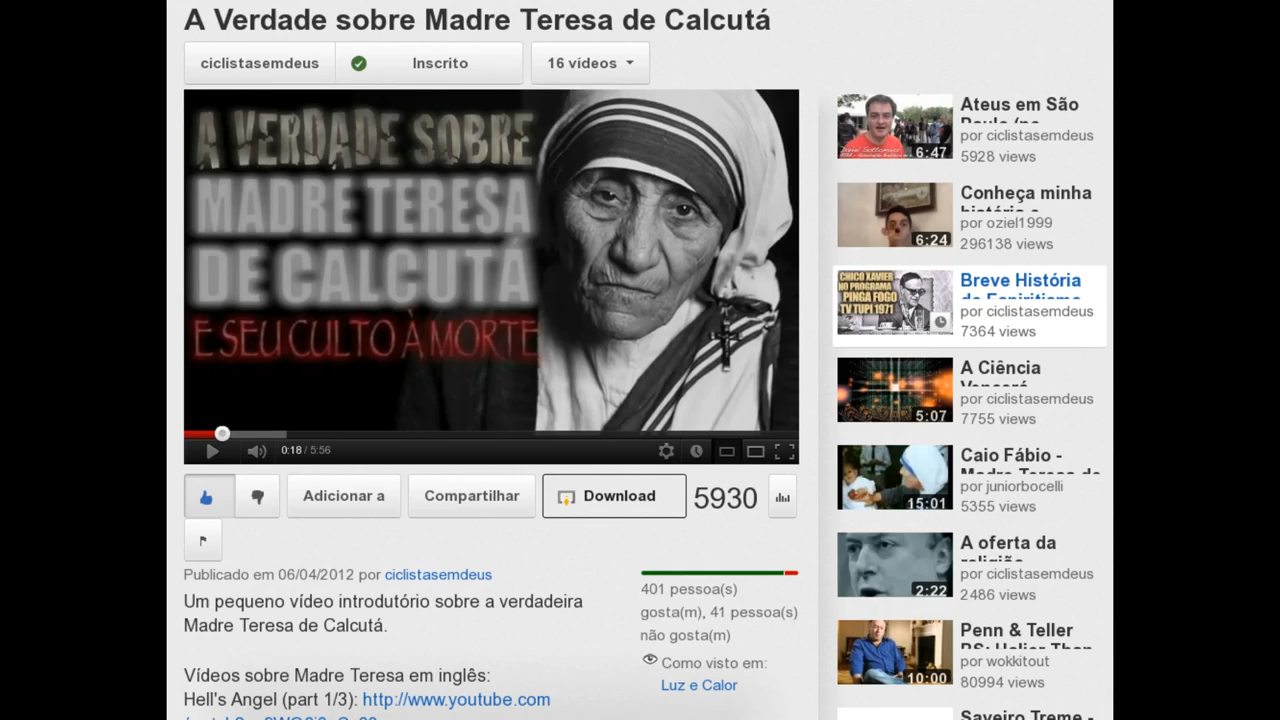 A Verdade sobre Madre Teresa de Calcutá
ciclistasemdeus
Inscrito
16 vídeos
A VERDADE SOBRE
MADRE TERESA
DE CALCUTÁ
E SEU CULTO À MORTE
0:18 / 5:56
Adicionar a
Compartilhar
Download
5930
Publicado em 06/04/2012 por ciclistasemdeus
Um pequeno vídeo introdutório sobre a verdadeira
Madre Teresa de Calcutá.
Vídeos sobre Madre Teresa em inglês:
Hell's Angel (part 1/3): http://www.youtube.com
401 pessoa(s)
gosta(m), 41 pessoa(s)
não gosta(m)
Como visto em:
Luz e Calor
6:47
Ateus em São
por ciclistasemdeus
5928 views
6:24
Conheça minha
por oziel1999
296138 views
CHICO XAVIER
NO PROGRAMA
PINGA FOGO
TV TUPI 1971
Breve História
por ciclistasemdeus
7364 views
5:07
A Ciência
por ciclistasemdeus
7755 views
15:01
Caio Fábio -
por juniorbocelli
5355 views
2:22
A oferta da
por ciclistasemdeus
2486 views
10:00
Penn & Teller
por wokkitout
80994 views
Saveiro Treme -